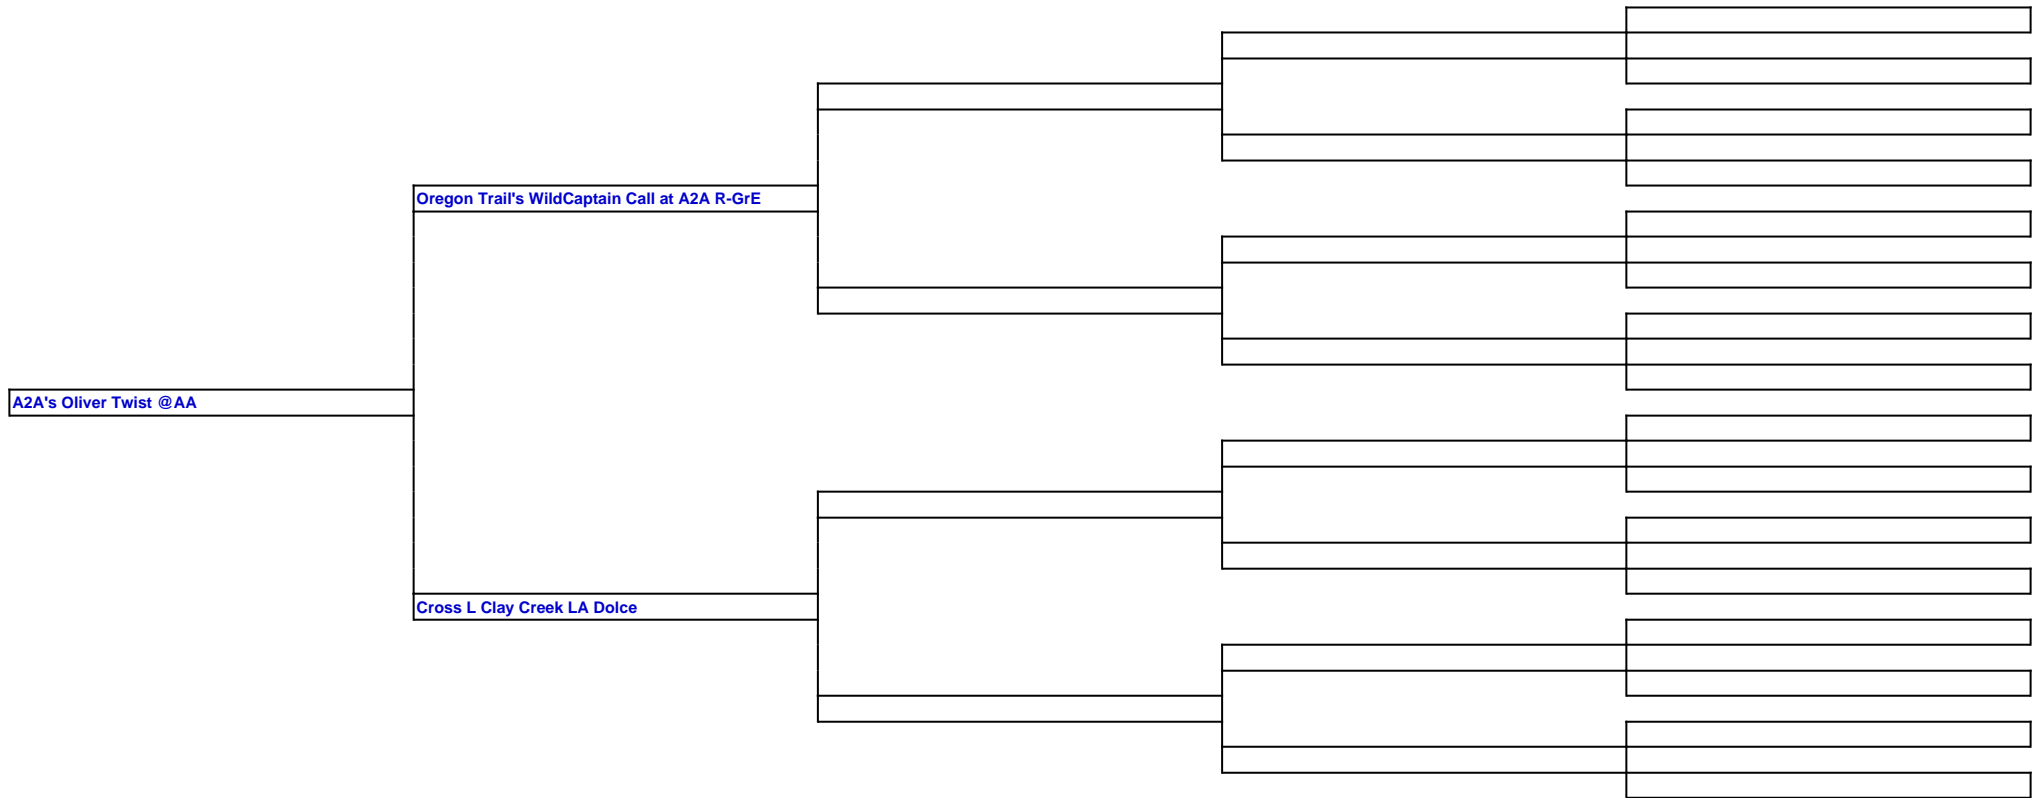 Oregon Trail's WildCaptain Call at A2A R-GrE
A2A's Oliver Twist @AA
Cross L Clay Creek LA Dolce